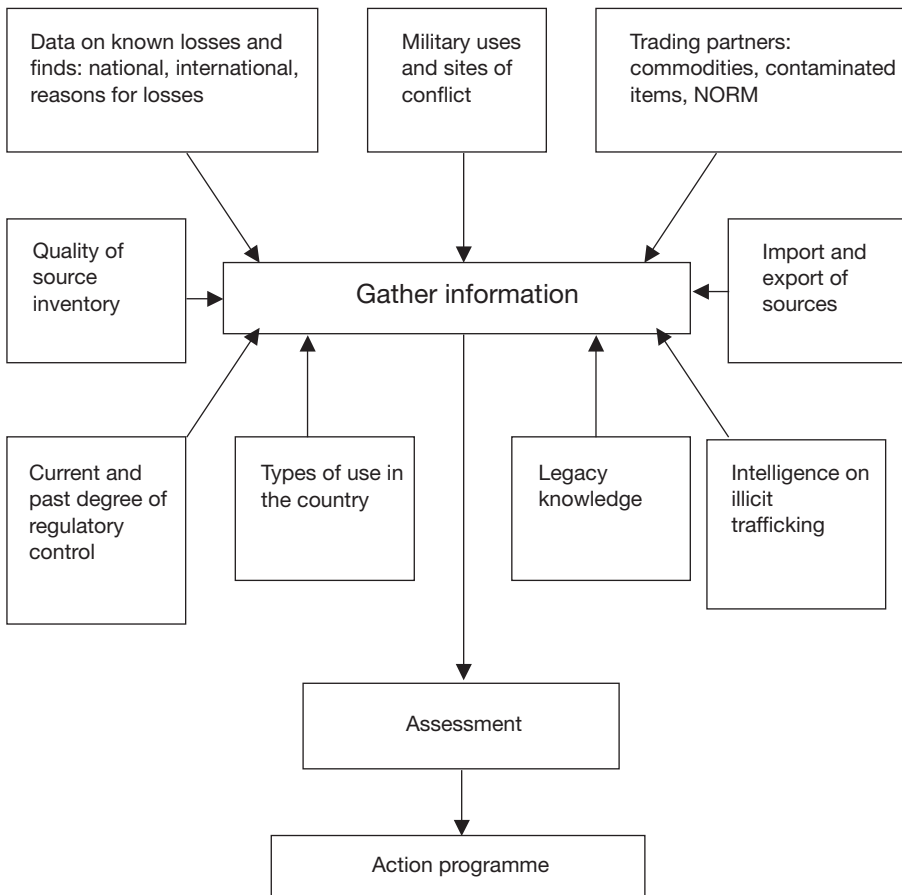 Data on known losses and
finds: national, international,
reasons for losses
Military uses
and sites of
conflict
Trading partners:
commodities, contaminated
items, NORM
Quality of
source
inventory
Gather information
Import and
export of
sources
Current and
past degree of
regulatory
control
Types of use in
the country
Legacy
knowledge
Intelligence on
illicit
trafficking
Assessment
Action programme